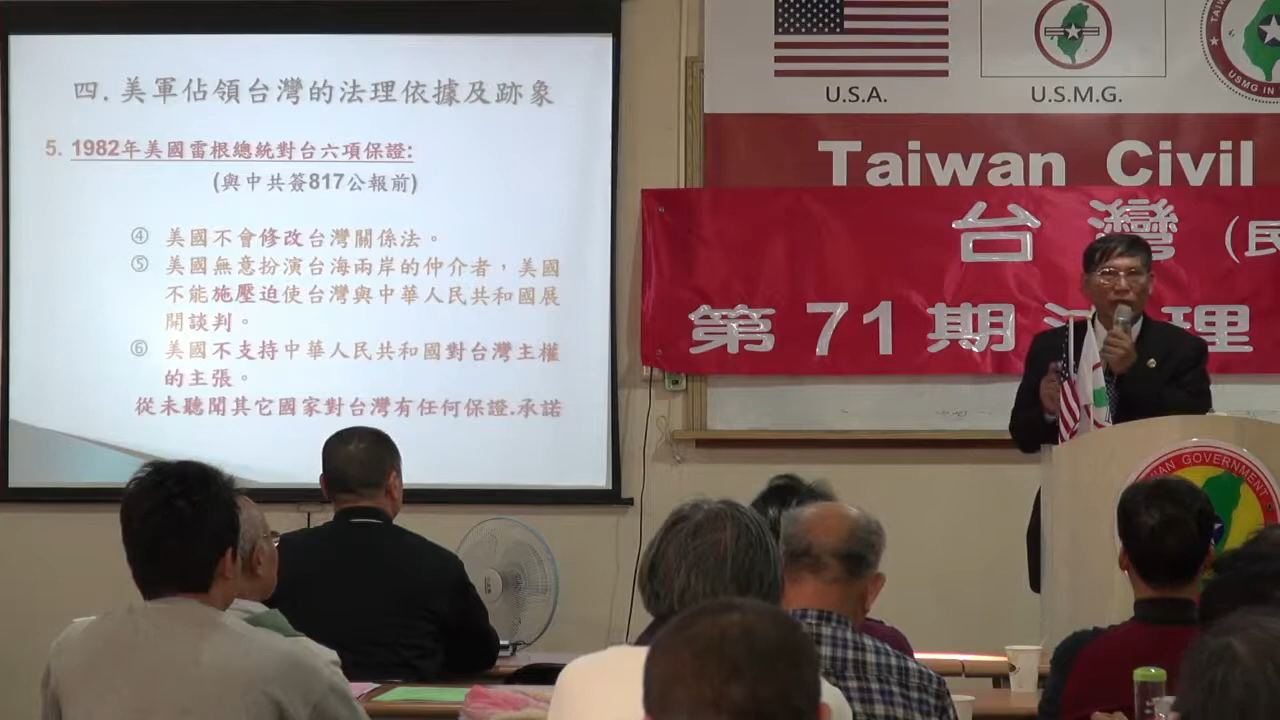 四. 美軍佔領台灣的法理依據及跡象
5. 1982年美國雷根總統對台六項保證:
(與中共簽817公報前)
④ 美國不會修改台灣關係法。
⑤ 美國無意扮演台海兩岸的仲介者，美國
不能施壓迫使台灣與中華人民共和國展
開談判。
⑥ 美國不支持中華人民共和國對台灣主權
的主張。
從未聽聞其它國家對台灣有任何保證.承諾
U.S.A.
U.S.M.G.
USMG IN
Taiwan Civil
台灣（民
第71期 理
GOVERNMENT